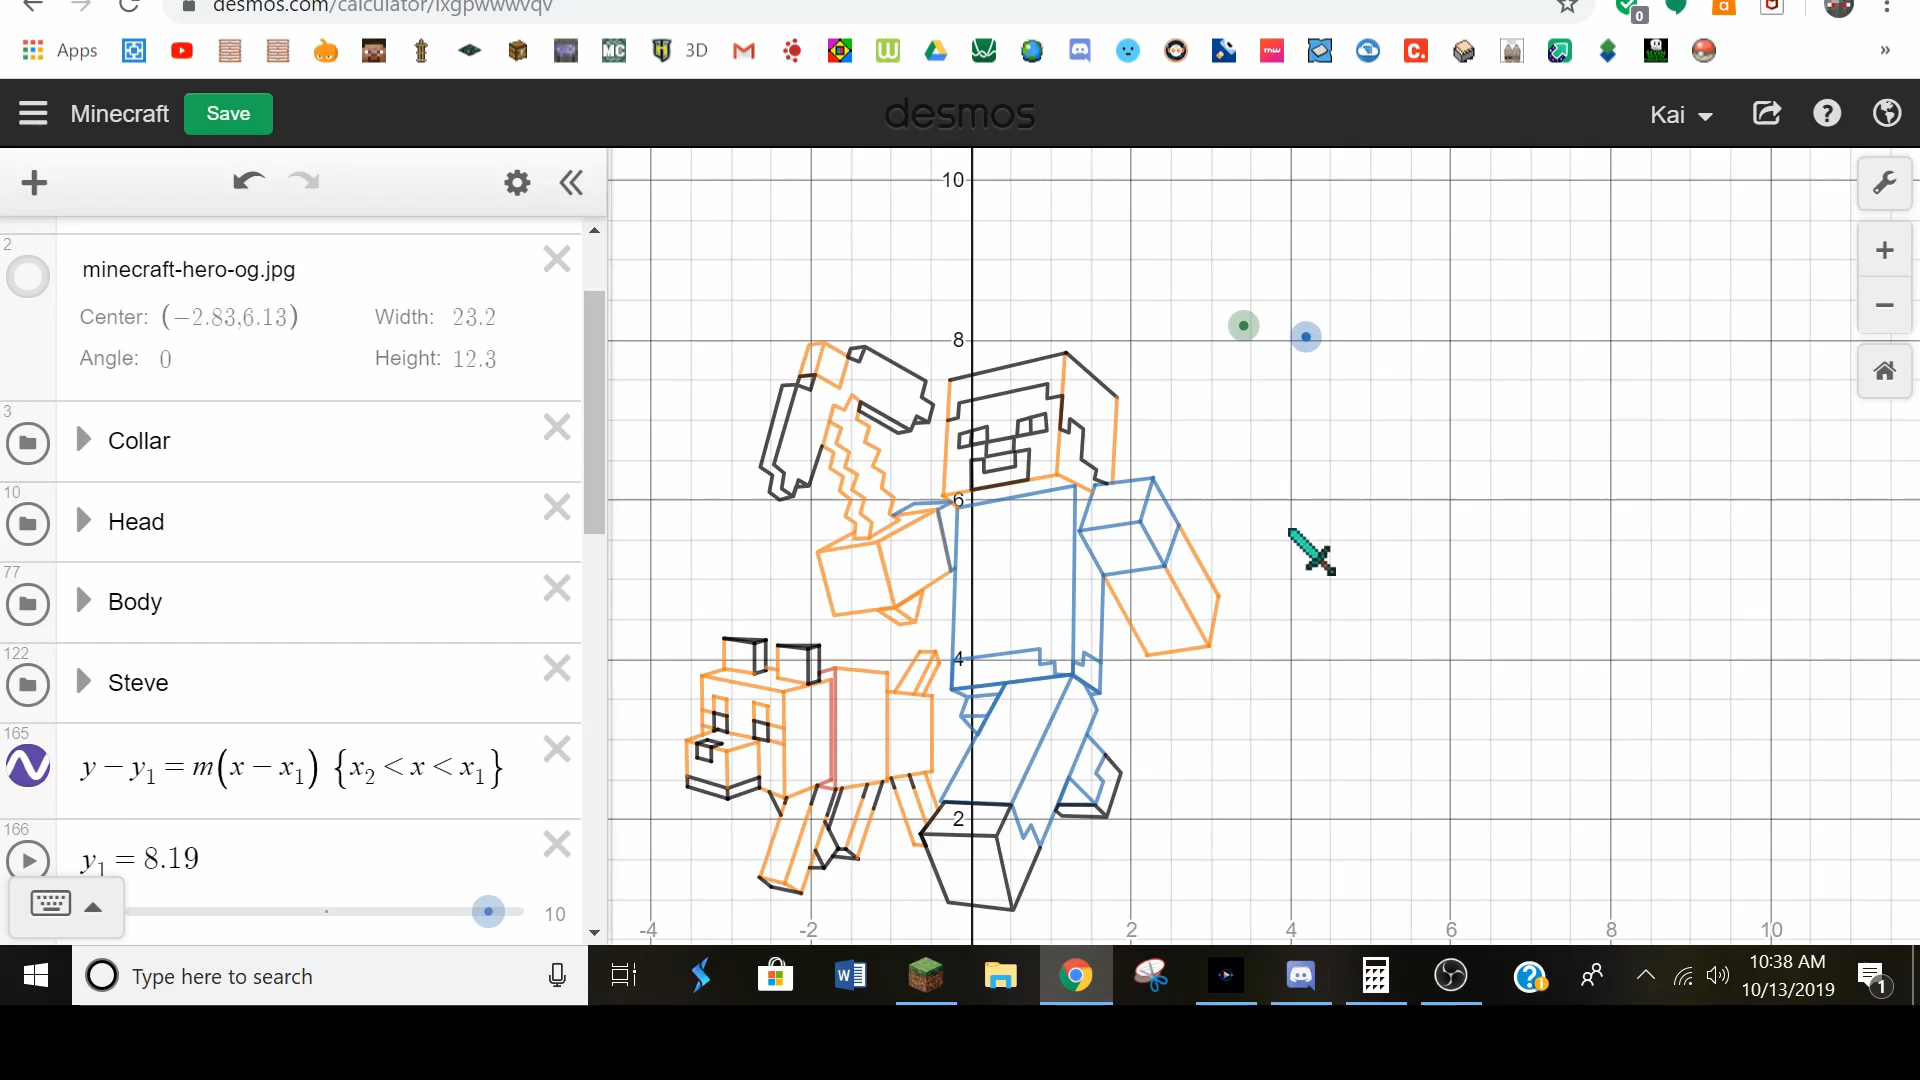 desmos.com/calculator/ixgpwwwvqv
Apps
3D
Minecraft
Save
desmos
Kai
2
minecraft-hero-og.jpg
Center: (−2.83,6.13)
Width: 23.2
Angle: 0
Height: 12.3
3
Collar
10
Head
77
Body
122
Steve
165
y − y₁ = m(x − x₁) {x₂ < x < x₁}
166
y₁ = 8.19
10
10
8
6
4
2
-4
-2
2
4
6
8
10
Type here to search
10:38 AM
10/13/2019
1